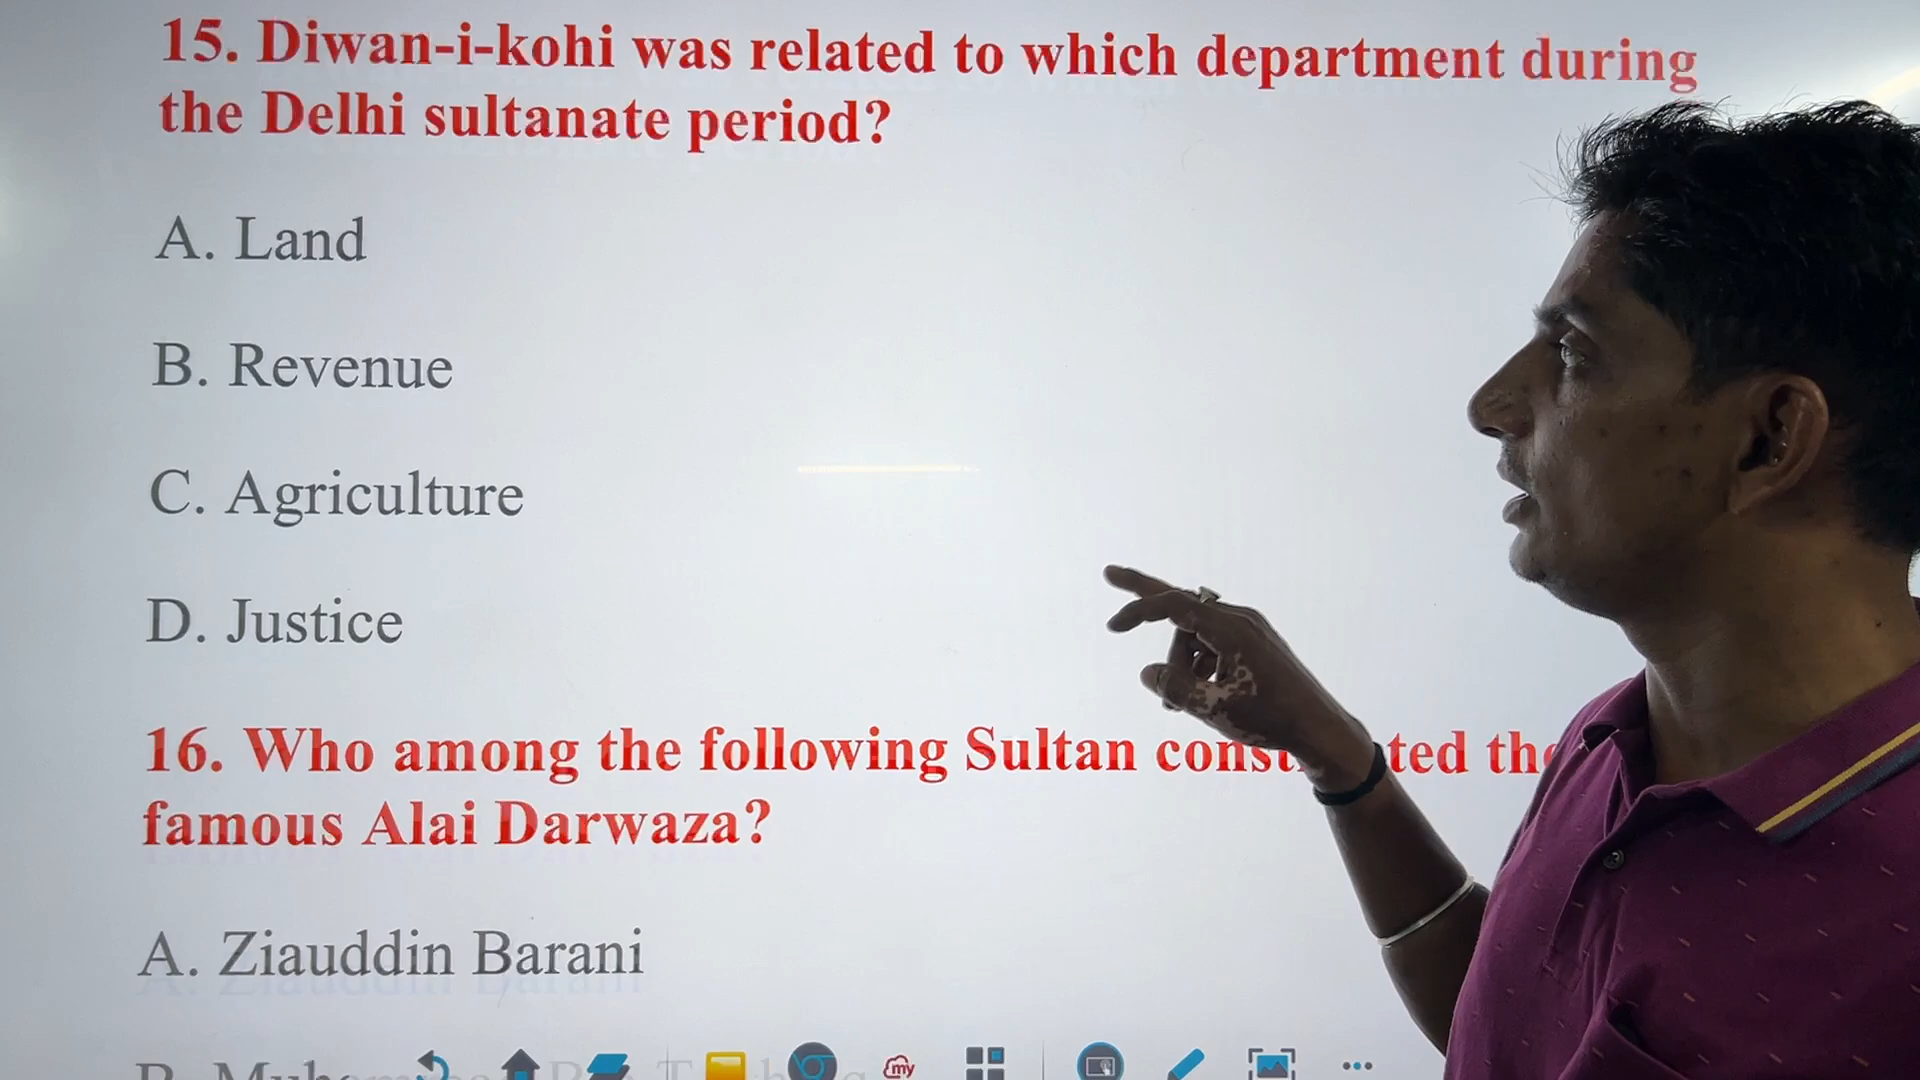 15. Diwan-i-kohi was related to which department during
the Delhi sultanate period?
A. Land
B. Revenue
C. Agriculture
D. Justice
16. Who among the following Sultan the
famous Alai Darwaza?
A. Ziauddin Barani
B.
my